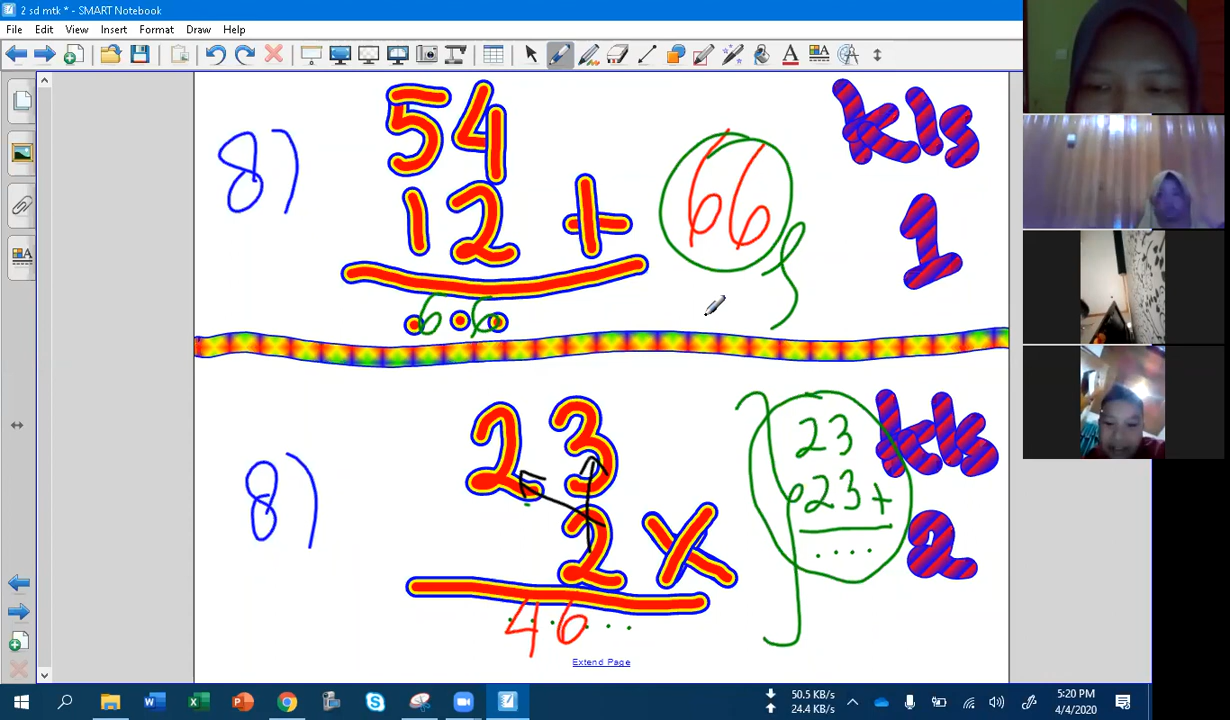 2 sd mtk * - SMART Notebook
File Edit View Insert Format Draw Help
8) 54 kls
12 + 66 1
6 6
23 23 kls
8) 2 x 23 + 2
....
46
Extend Page
50.5 KB/s 5:20 PM
24.4 KB/s 4/4/2020